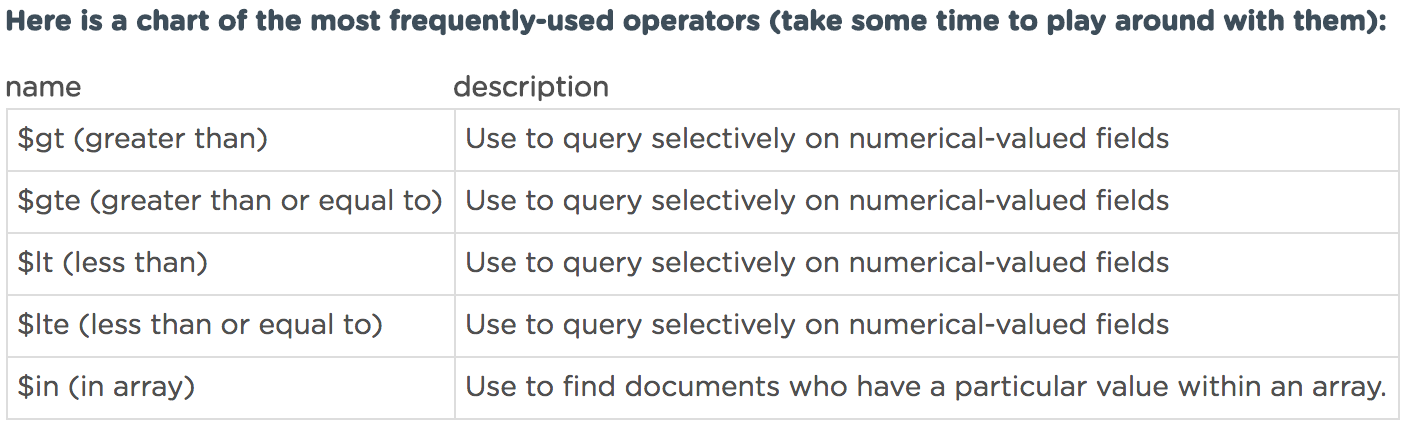 Here is a chart of the most frequently-used operators (take some time to play around with them):
name description
$gt (greater than) Use to query selectively on numerical-valued fields
$gte (greater than or equal to) Use to query selectively on numerical-valued fields
$lt (less than) Use to query selectively on numerical-valued fields
$lte (less than or equal to) Use to query selectively on numerical-valued fields
$in (in array) Use to find documents who have a particular value within an array.